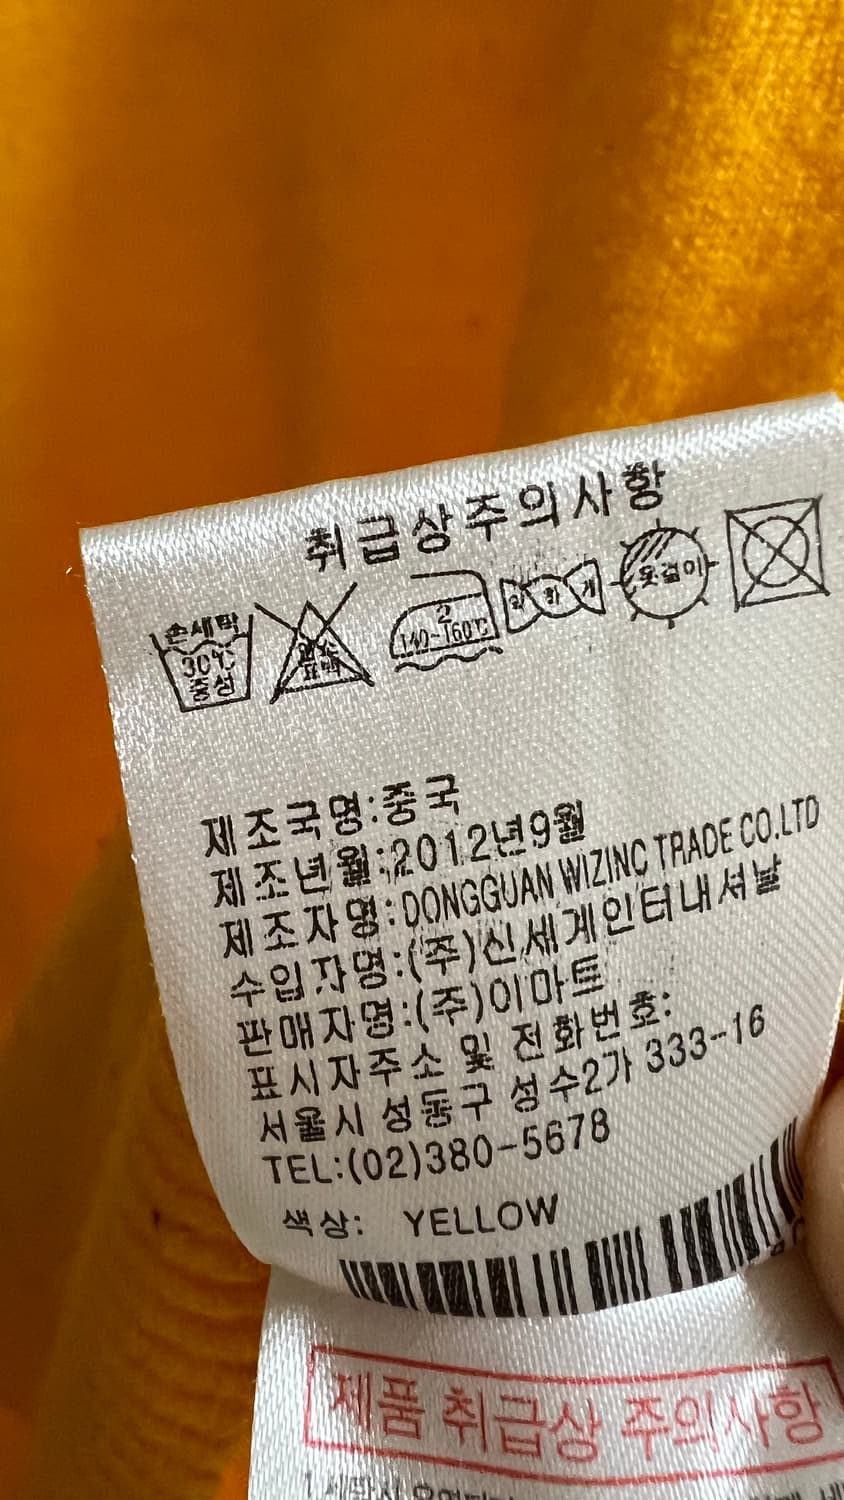 취급상주의사항
손세탁
30℃
중성
염소
표백
2
140~160℃
약하게
옷걸이
제조국명:중국
제조년월:2012년9월
제조자명:DONGGUAN WIZINC TRADE CO.LTD
수입자명:(주)신세계인터내셔날
판매자명:(주)이마트
표시자주소 및 전화번호:
서울시 성동구 성수2가 333-16
TEL:(02)380-5678
색상: YELLOW
제품 취급상 주의사항